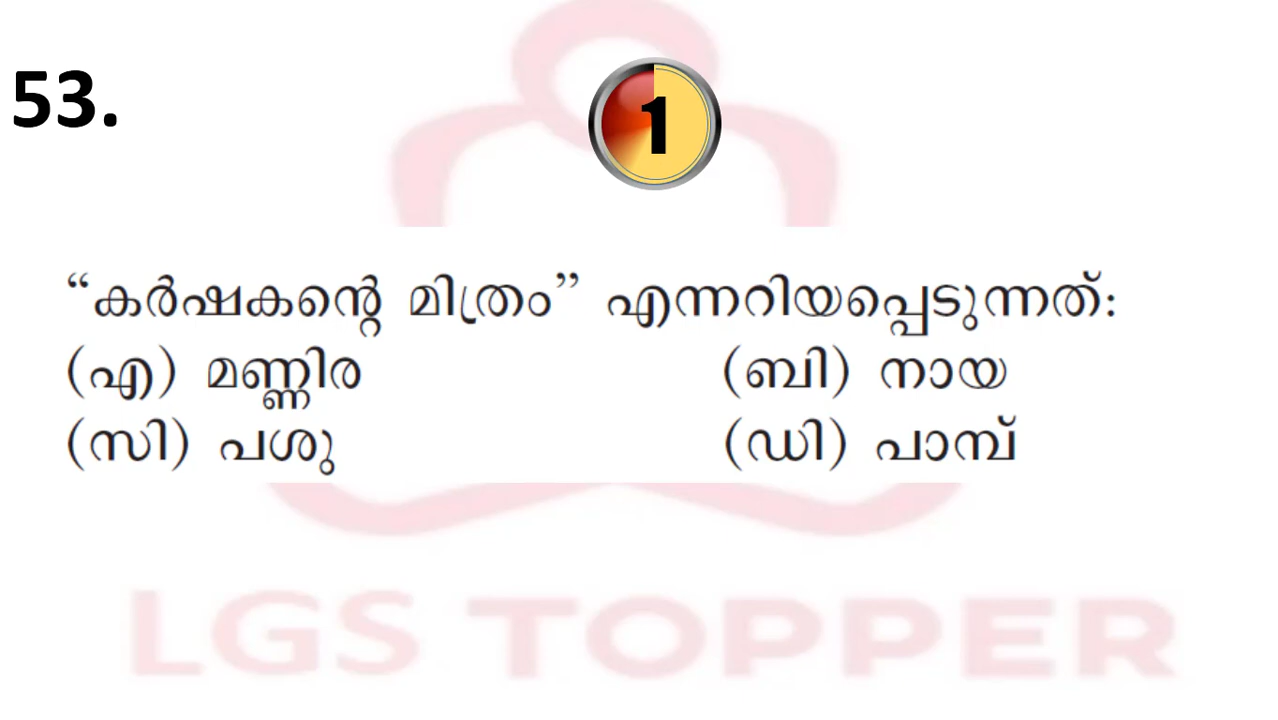 53.
1
“കർഷകന്റെ മിത്രം” എന്നറിയപ്പെടുന്നത്:
(എ) മണ്ണിര (ബി) നായ
(സി) പശു (ഡി) പാമ്പ്
LGS TOPPER